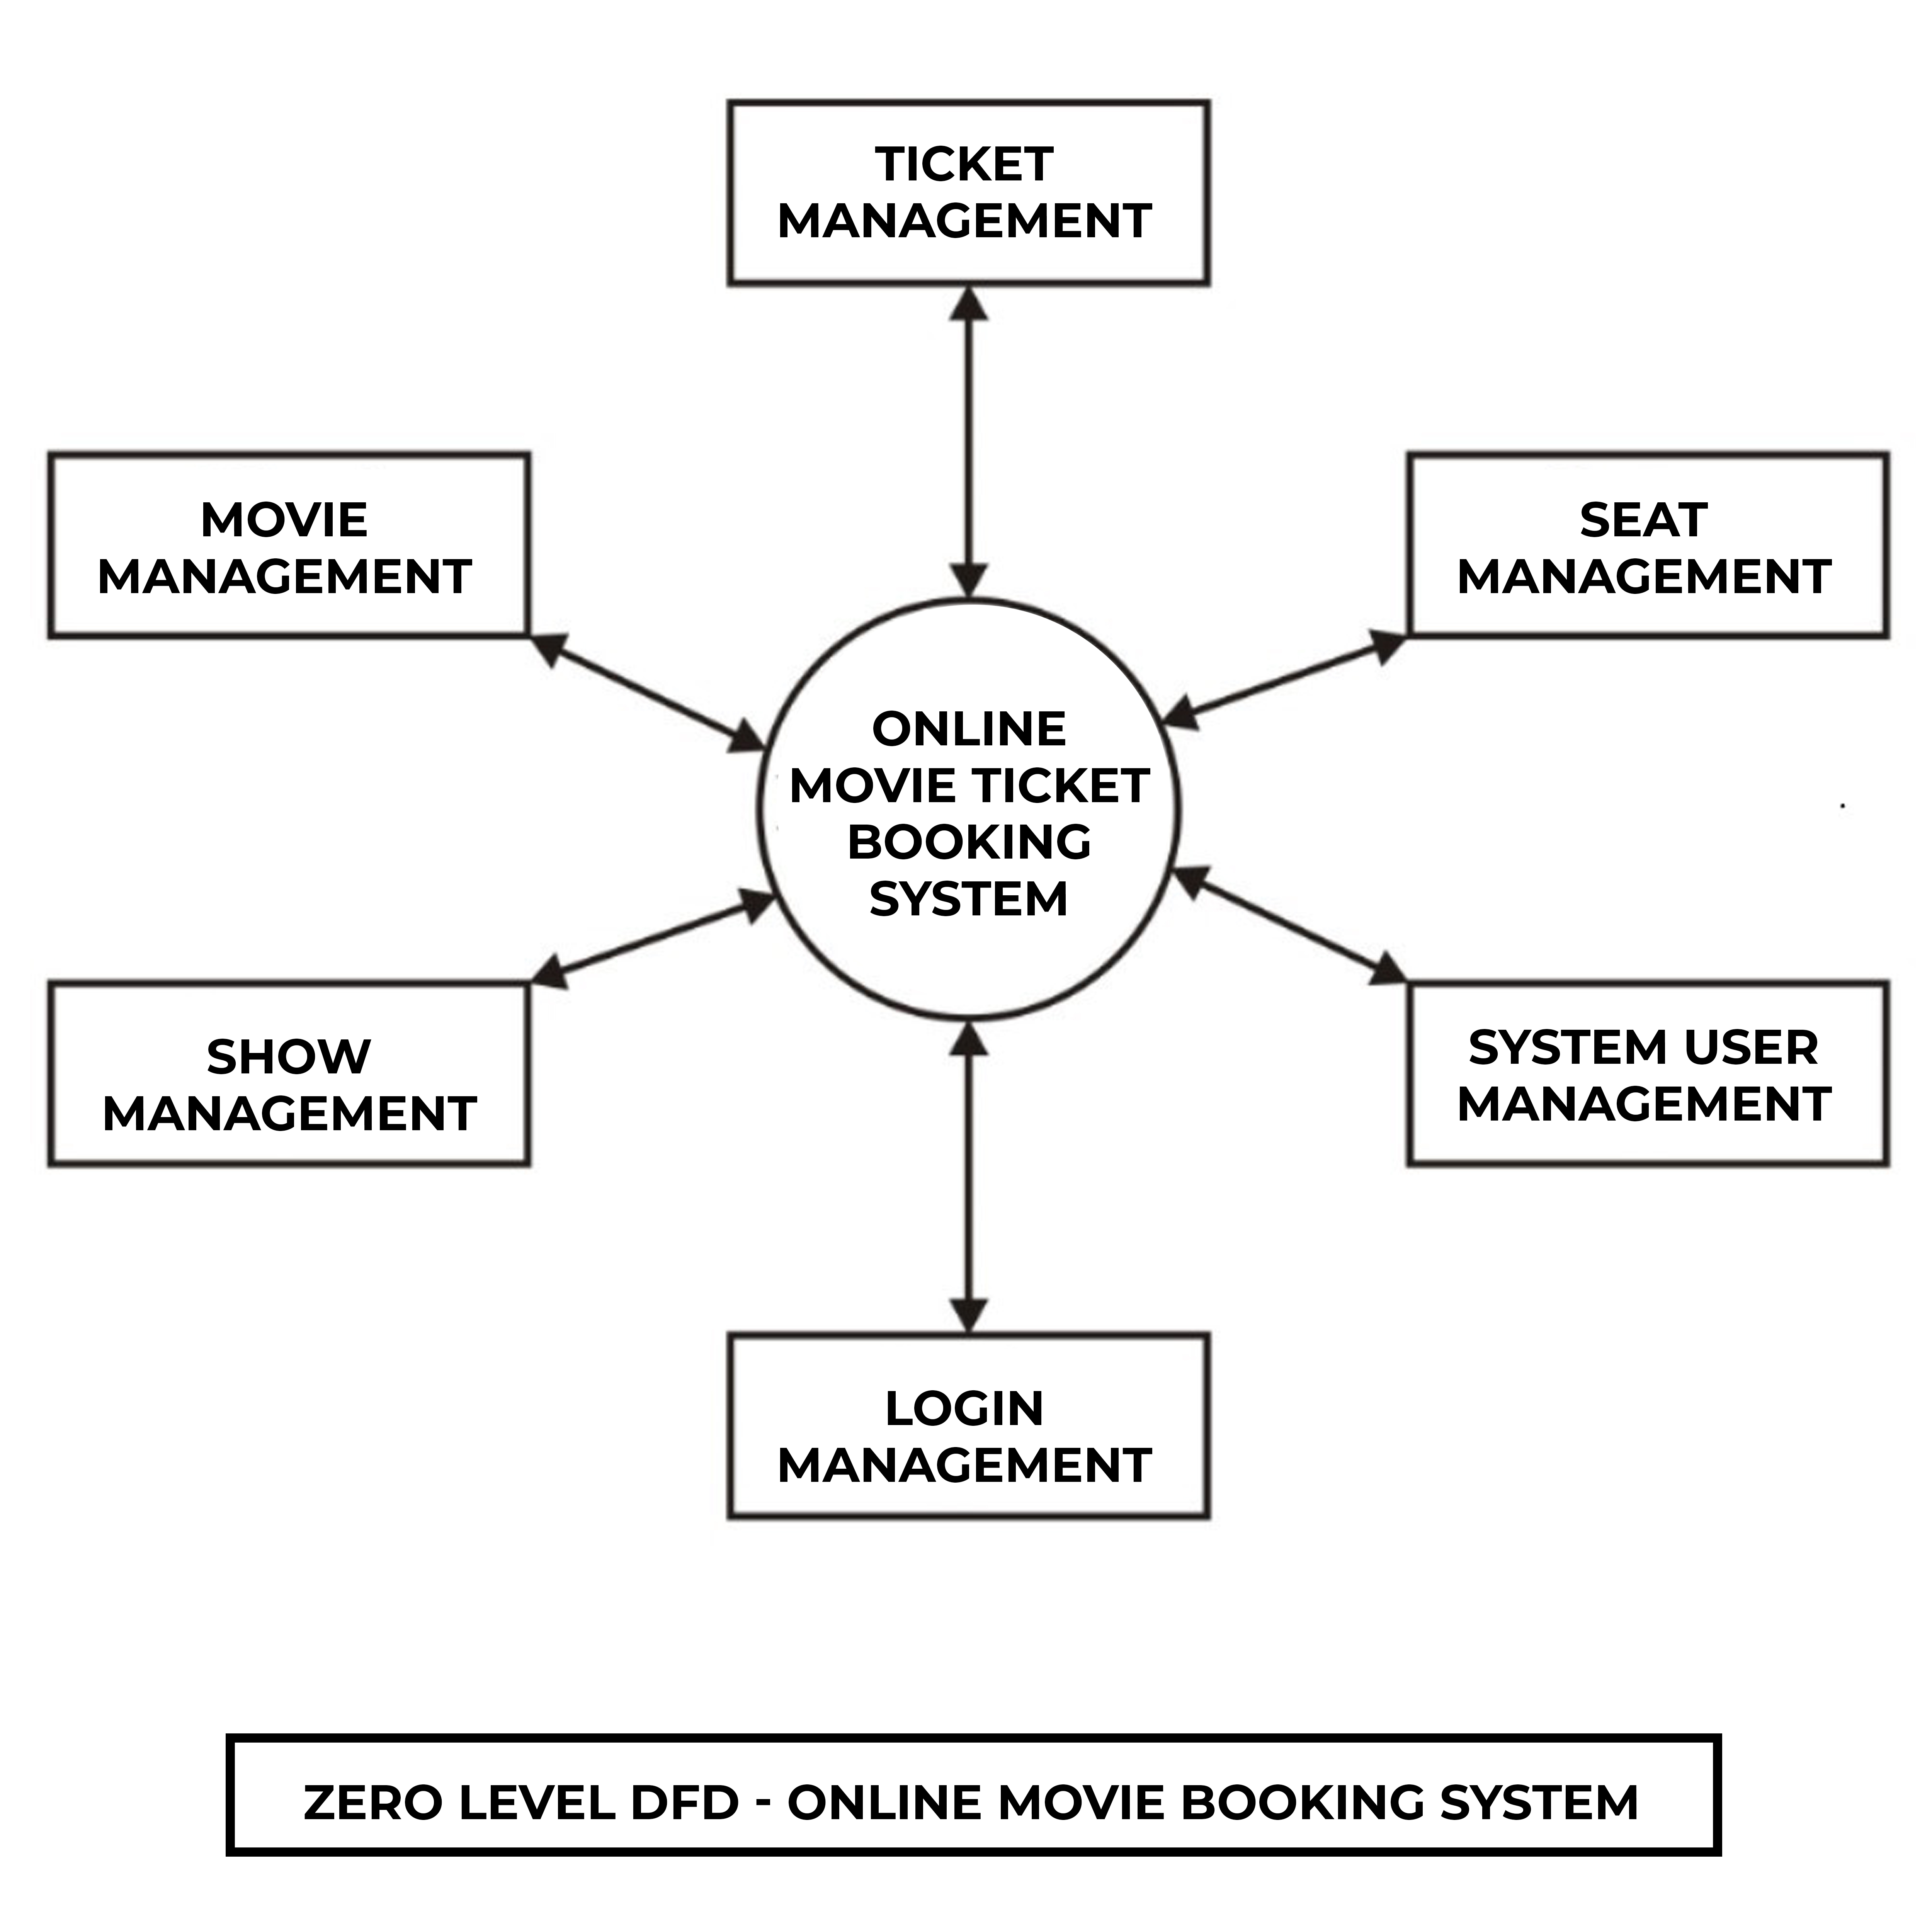 TICKET
MANAGEMENT
MOVIE
MANAGEMENT
SEAT
MANAGEMENT
ONLINE
MOVIE TICKET
BOOKING
SYSTEM
SHOW
MANAGEMENT
SYSTEM USER
MANAGEMENT
LOGIN
MANAGEMENT
ZERO LEVEL DFD - ONLINE MOVIE BOOKING SYSTEM